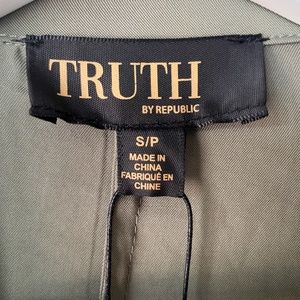 TRUTH
BY REPUBLIC
S/P
MADE IN
CHINA
FABRIQUÉ EN
CHINE